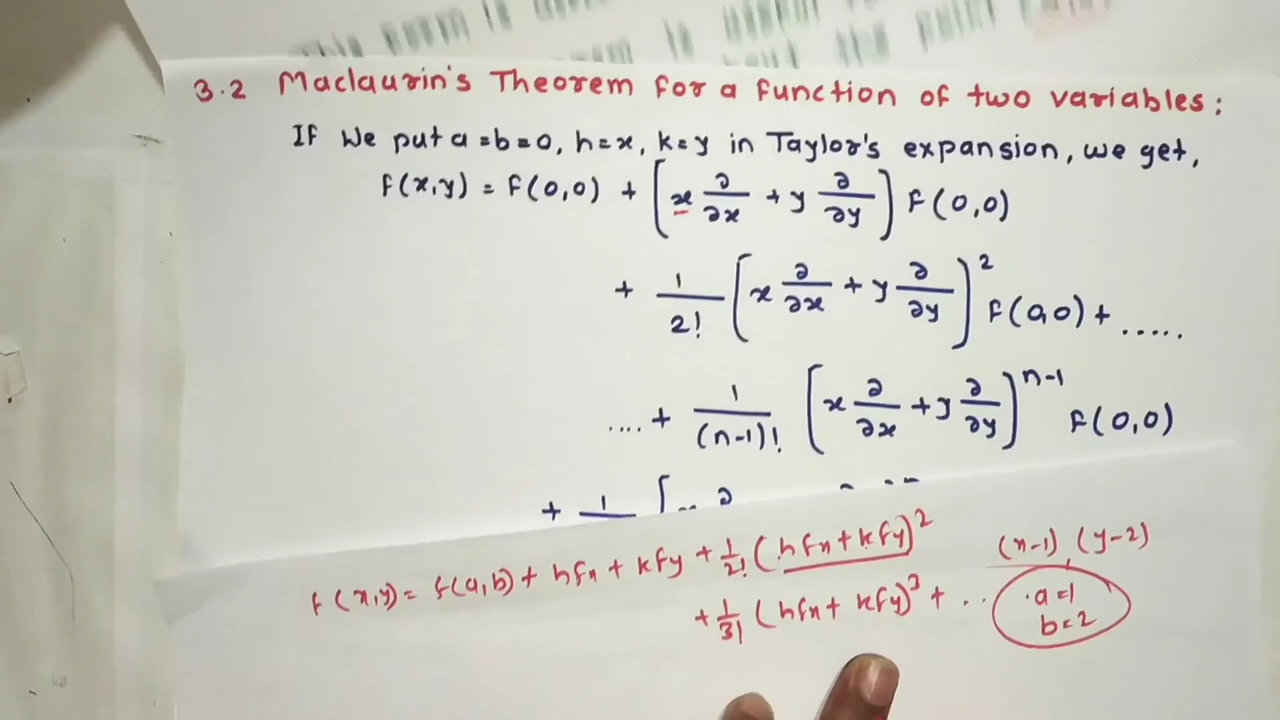 3.2 Maclaurin's Theorem for a function of two variables:
If we put a=b=0, h=x, k=y in Taylor's expansion, we get,
f(x,y) = f(0,0) + [x ∂/∂x + y ∂/∂y] f(0,0)
+ 1/2! [x ∂/∂x + y ∂/∂y]² f(0,0) + .....
.... + 1/(n-1)! [x ∂/∂x + y ∂/∂y]ⁿ⁻¹ f(0,0)
+ 1
f(x,y) = f(a,b) + hfx + kfy + 1/2! (hfx + kfy)²
+ 1/3! (hfx + kfy)³ + ..
(x-1), (y-2)
a=1
b=2